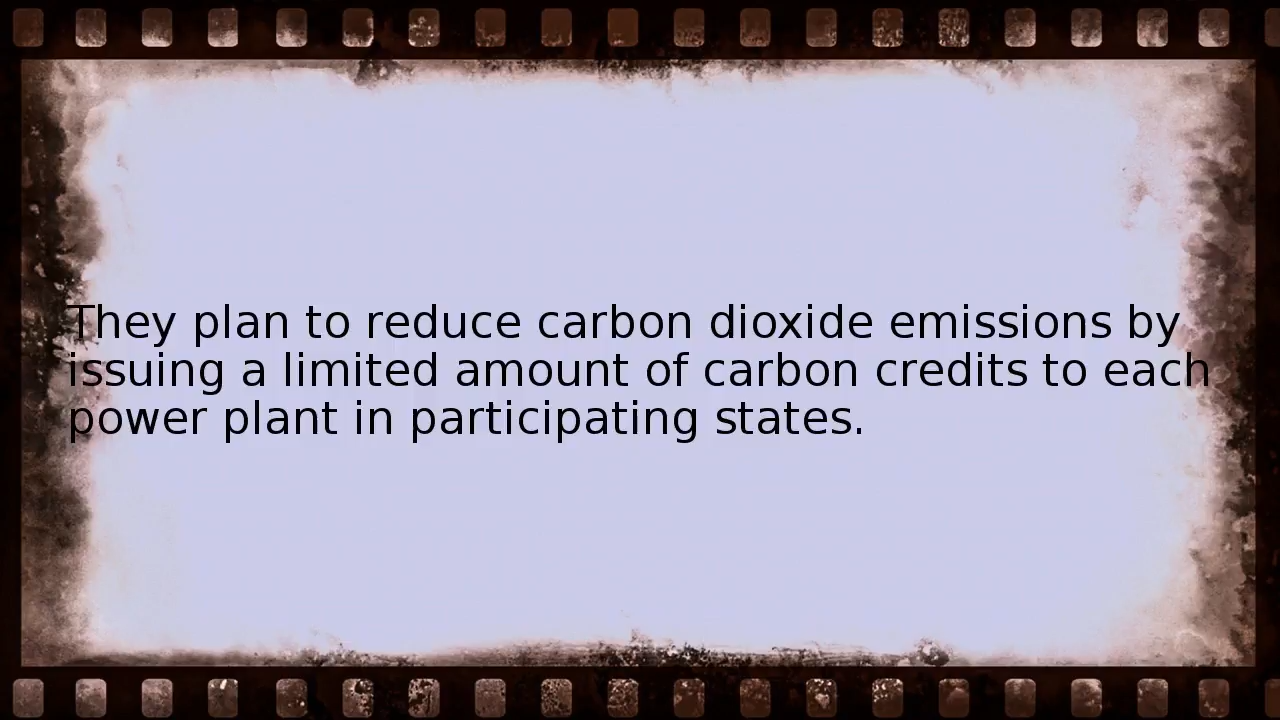 They plan to reduce carbon dioxide emissions by
issuing a limited amount of carbon credits to each
power plant in participating states.